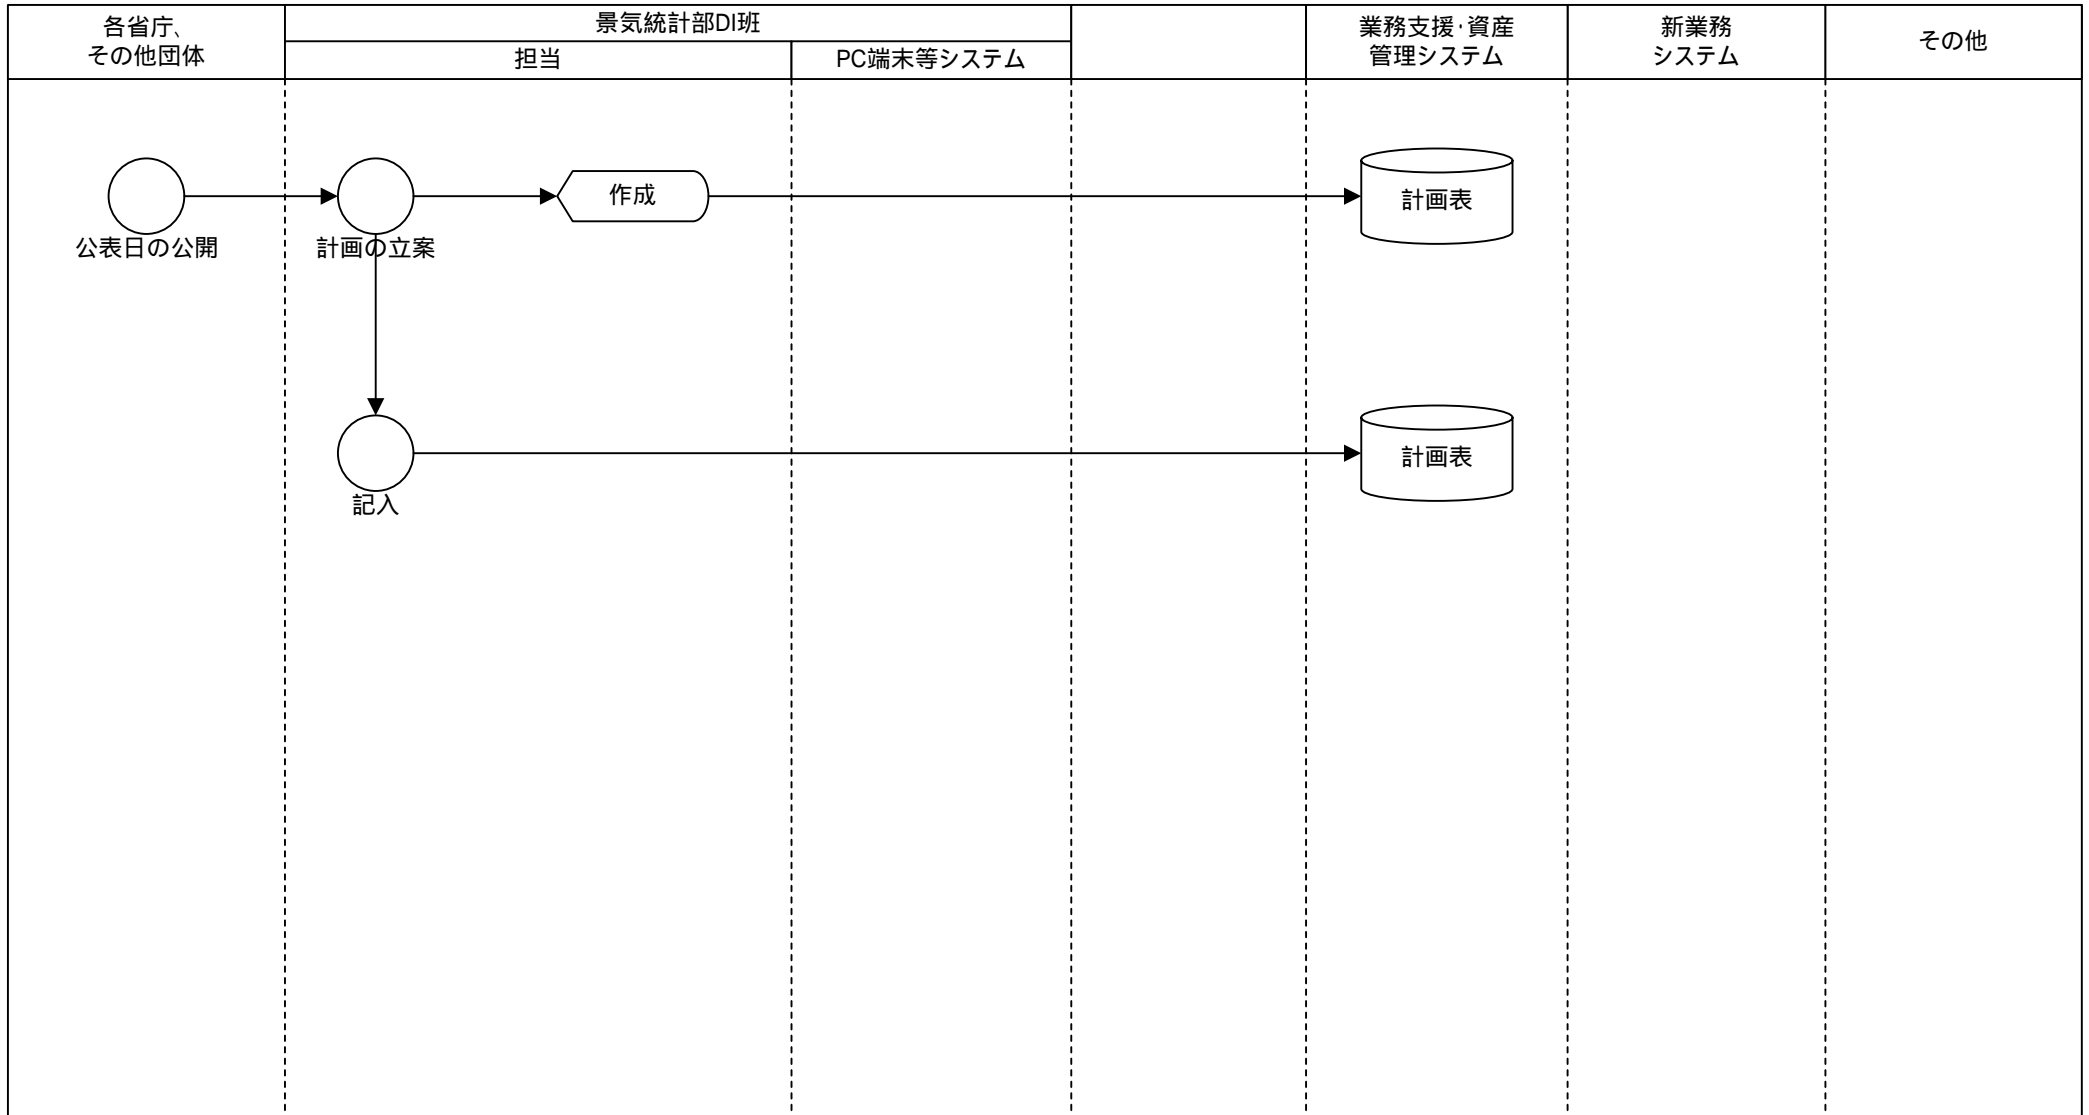 各省庁、
その他団体
景気統計部DI班
担当
PC端末等システム
業務支援・資産
管理システム
新業務
システム
その他
作成
計画表
公表日の公開
計画の立案
計画表
記入